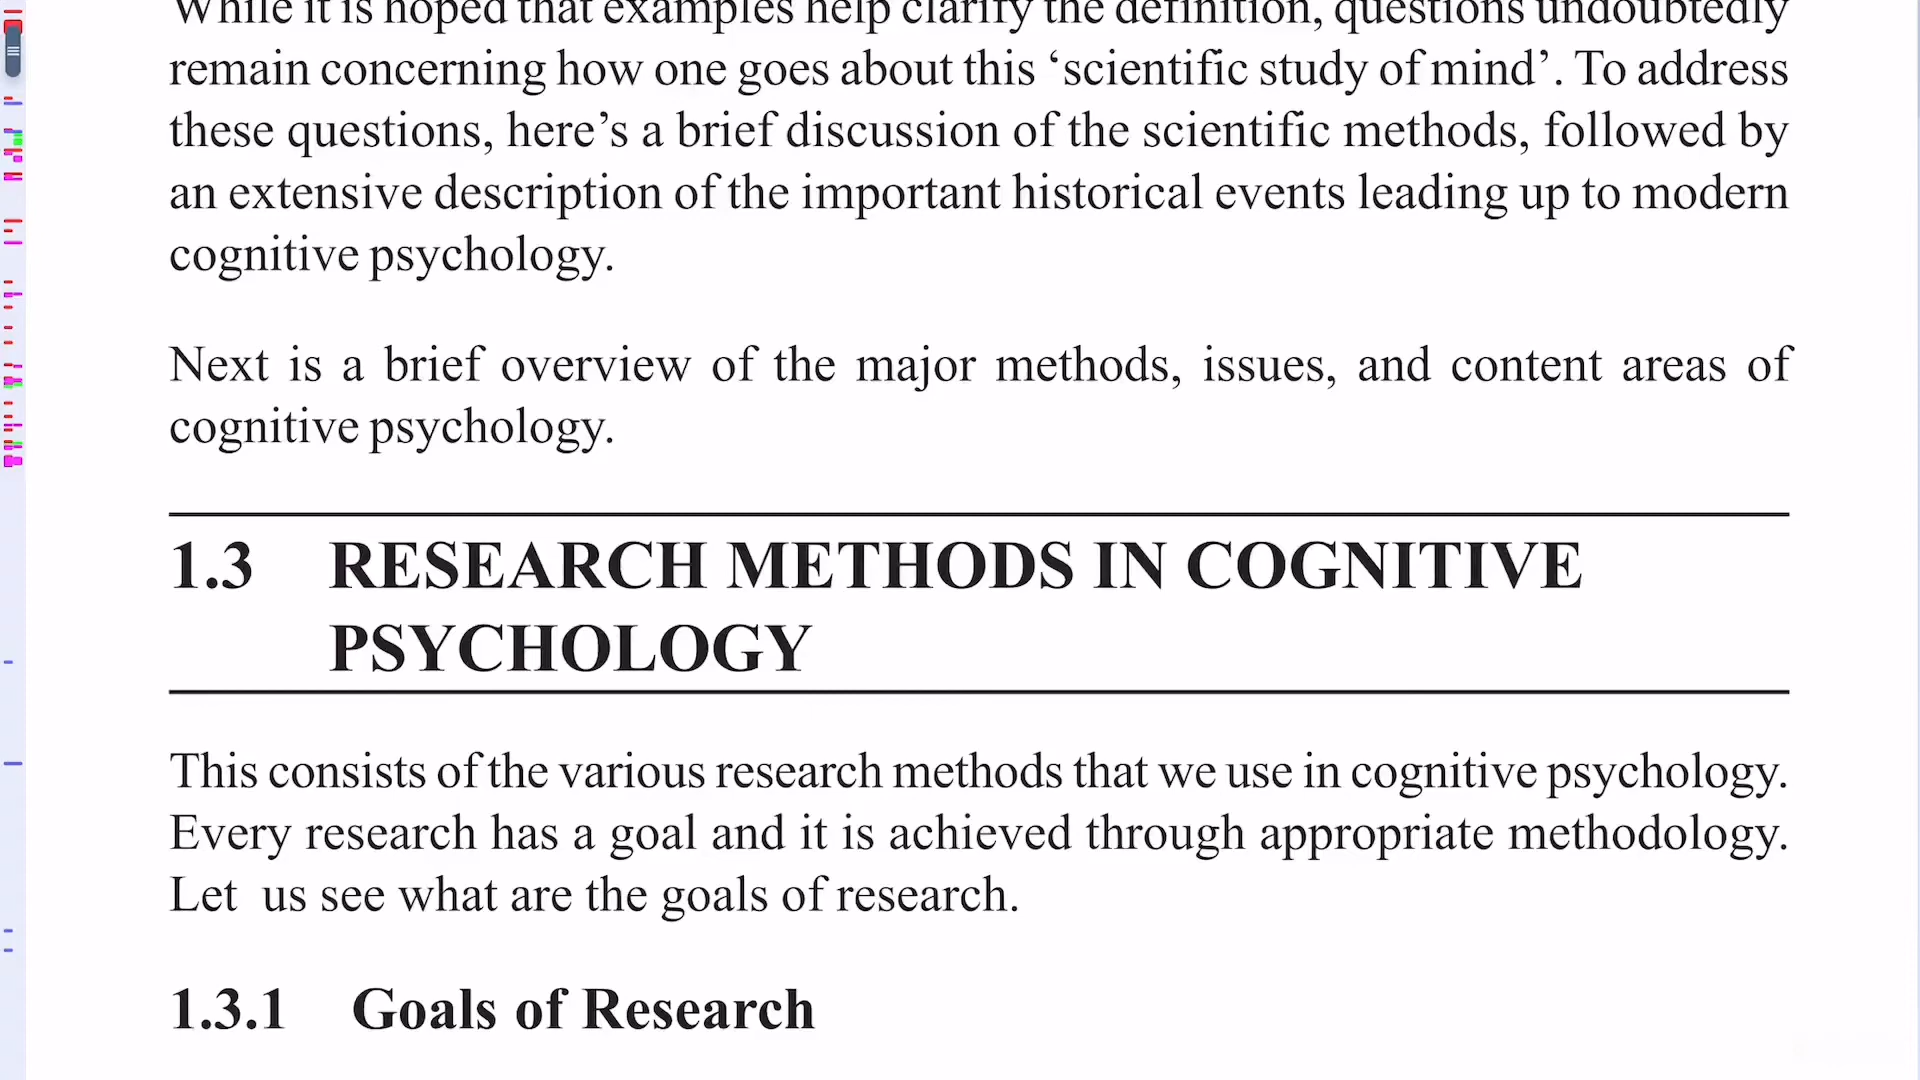 While it is hoped that examples help clarify the definition, questions undoubtedly
remain concerning how one goes about this ‘scientific study of mind’. To address
these questions, here’s a brief discussion of the scientific methods, followed by
an extensive description of the important historical events leading up to modern
cognitive psychology.
Next is a brief overview of the major methods, issues, and content areas of
cognitive psychology.
1.3 RESEARCH METHODS IN COGNITIVE
PSYCHOLOGY
This consists of the various research methods that we use in cognitive psychology.
Every research has a goal and it is achieved through appropriate methodology.
Let us see what are the goals of research.
1.3.1 Goals of Research